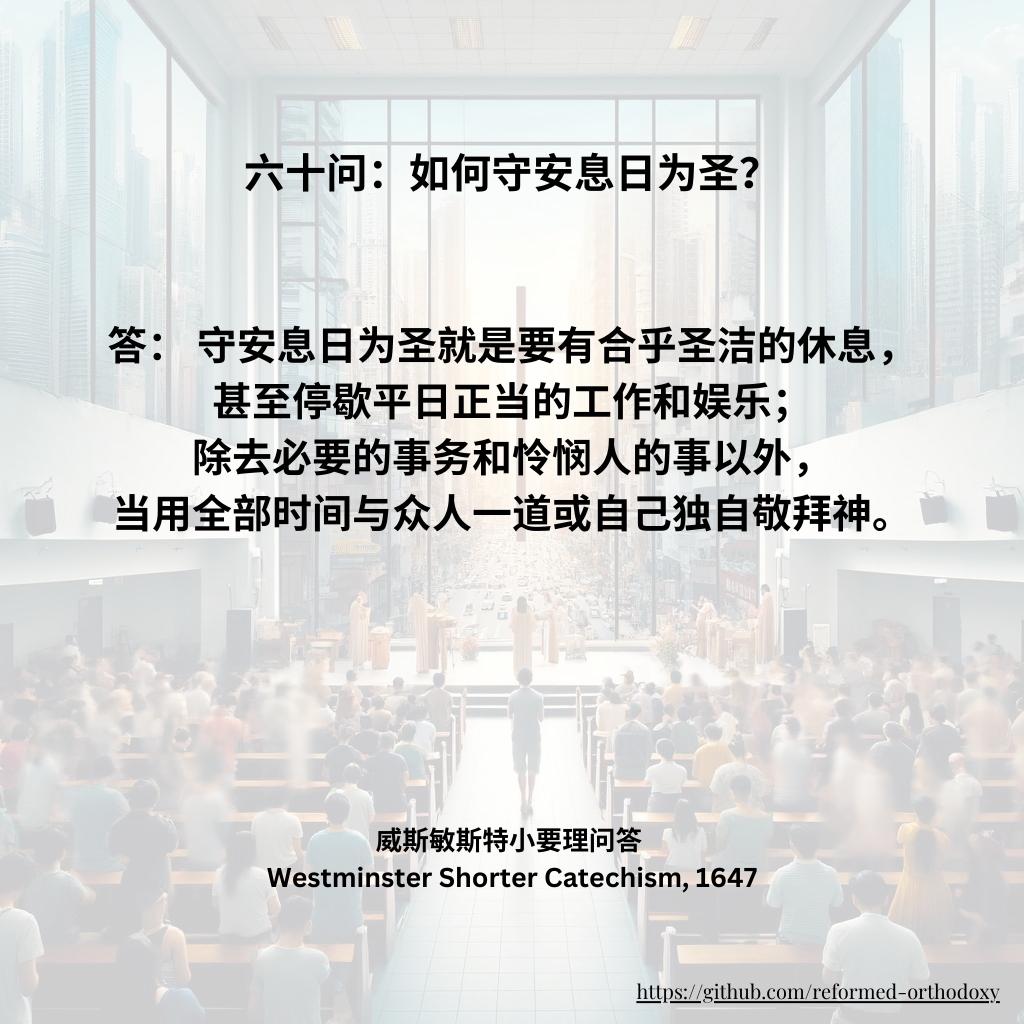 六十问：如何守安息日为圣？
答： 守安息日为圣就是要有合乎圣洁的休息，
甚至停歇平日正当的工作和娱乐；
除去必要的事务和怜悯人的事以外，
当用全部时间与众人一道或自己独自敬拜神。
威斯敏斯特小要理问答
Westminster Shorter Catechism, 1647
https://github.com/reformed-orthodoxy